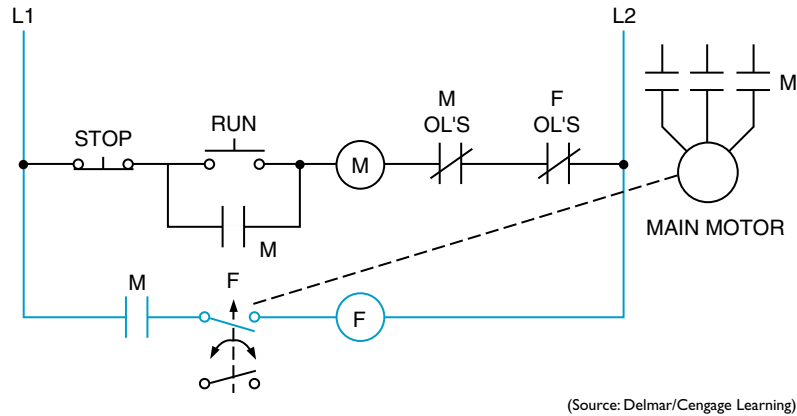 L1
L2
M
STOP
RUN
M
OL'S
F
OL'S
M
M
MAIN MOTOR
M
F
F
(Source: Delmar/Cengage Learning)